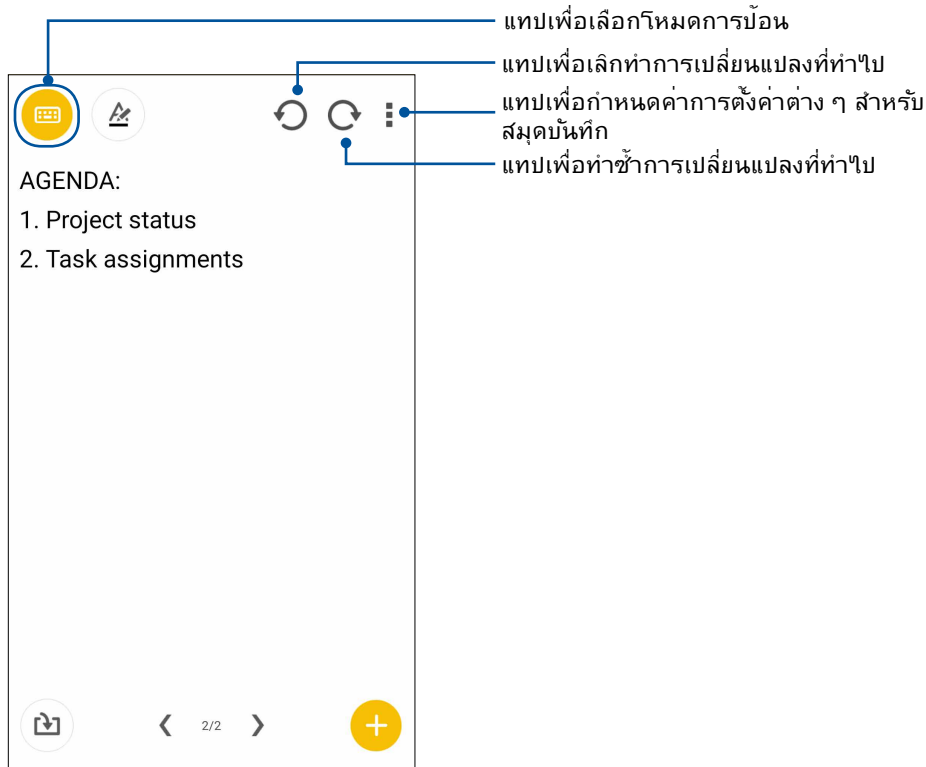 แทปเพื่อเลือกโหมดการป้อน
แทปเพื่อเลิกทำการเปลี่ยนแปลงที่ทำไป
แทปเพื่อกำหนดค่าการตั้งค่าต่าง ๆ สำหรับ
สมุดบันทึก
แทปเพื่อทำซ้ำการเปลี่ยนแปลงที่ทำไป
AGENDA:
1. Project status
2. Task assignments
2/2